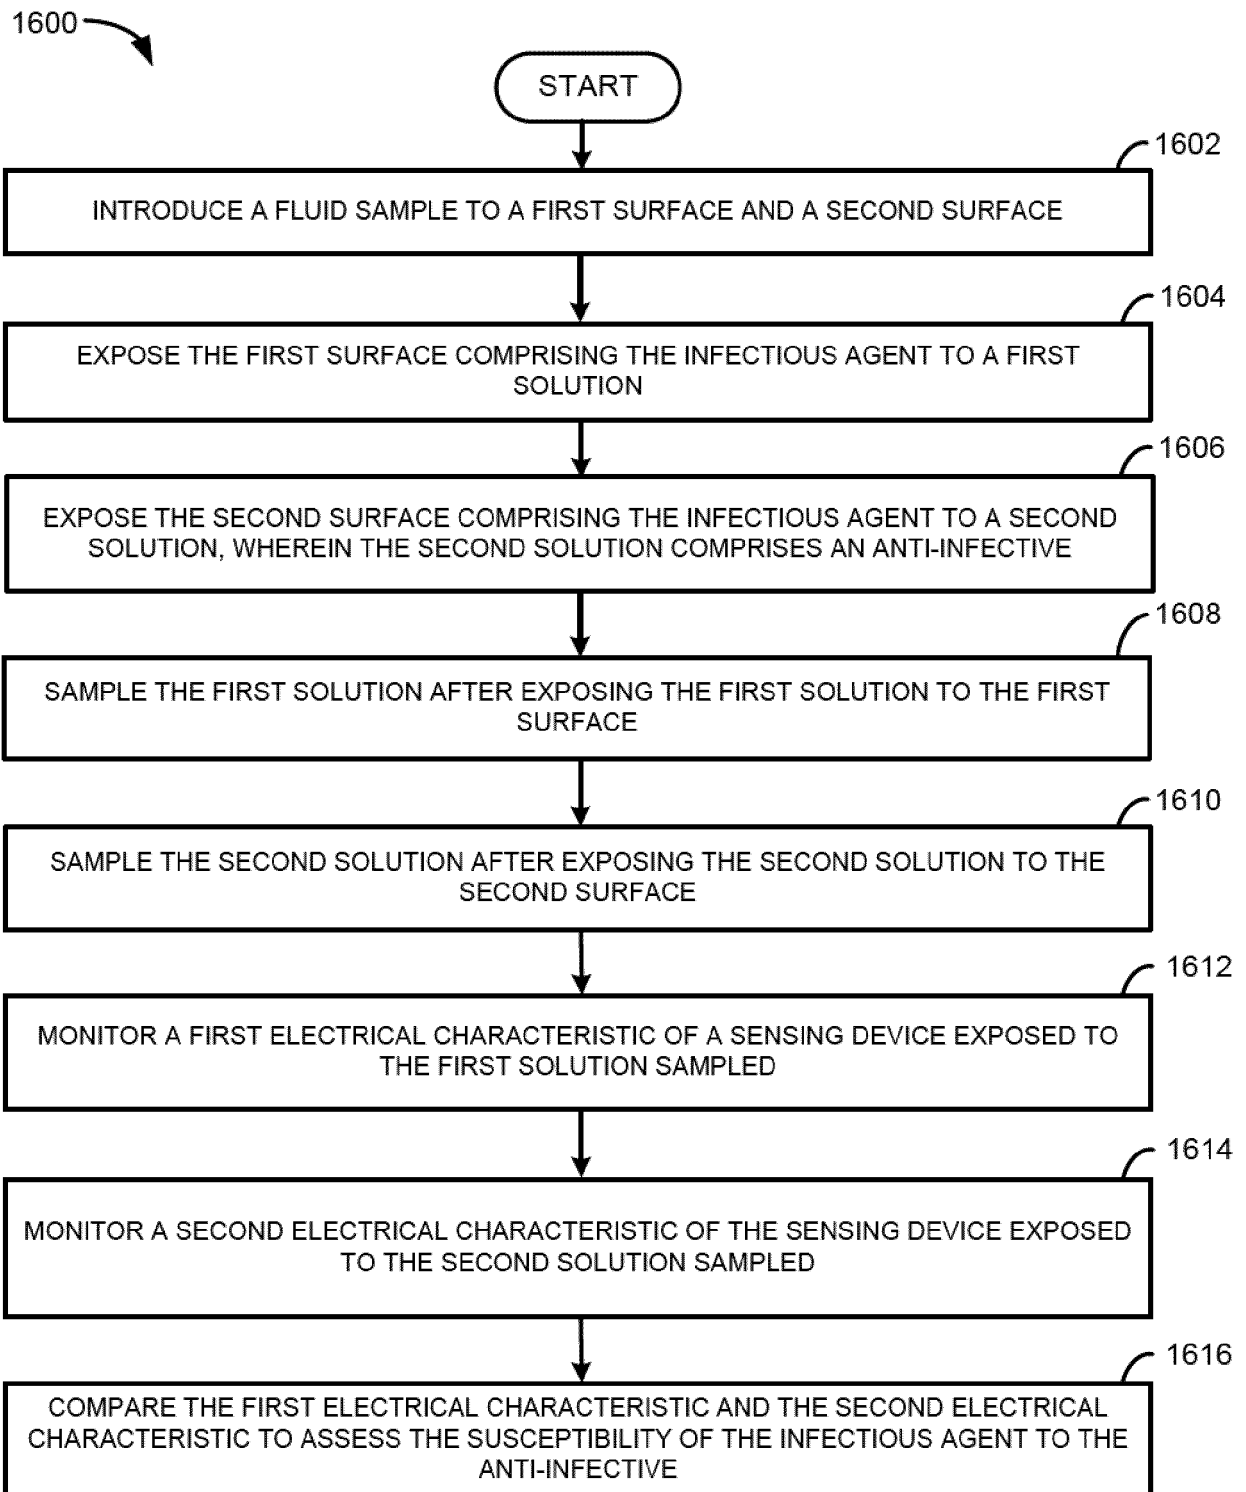 1600
START
1602
INTRODUCE A FLUID SAMPLE TO A FIRST SURFACE AND A SECOND SURFACE
1604
EXPOSE THE FIRST SURFACE COMPRISING THE INFECTIOUS AGENT TO A FIRST
SOLUTION
1606
EXPOSE THE SECOND SURFACE COMPRISING THE INFECTIOUS AGENT TO A SECOND
SOLUTION, WHEREIN THE SECOND SOLUTION COMPRISES AN ANTI-INFECTIVE
1608
SAMPLE THE FIRST SOLUTION AFTER EXPOSING THE FIRST SOLUTION TO THE FIRST
SURFACE
1610
SAMPLE THE SECOND SOLUTION AFTER EXPOSING THE SECOND SOLUTION TO THE
SECOND SURFACE
1612
MONITOR A FIRST ELECTRICAL CHARACTERISTIC OF A SENSING DEVICE EXPOSED TO
THE FIRST SOLUTION SAMPLED
1614
MONITOR A SECOND ELECTRICAL CHARACTERISTIC OF THE SENSING DEVICE EXPOSED
TO THE SECOND SOLUTION SAMPLED
1616
COMPARE THE FIRST ELECTRICAL CHARACTERISTIC AND THE SECOND ELECTRICAL
CHARACTERISTIC TO ASSESS THE SUSCEPTIBILITY OF THE INFECTIOUS AGENT TO THE
ANTI-INFECTIVE